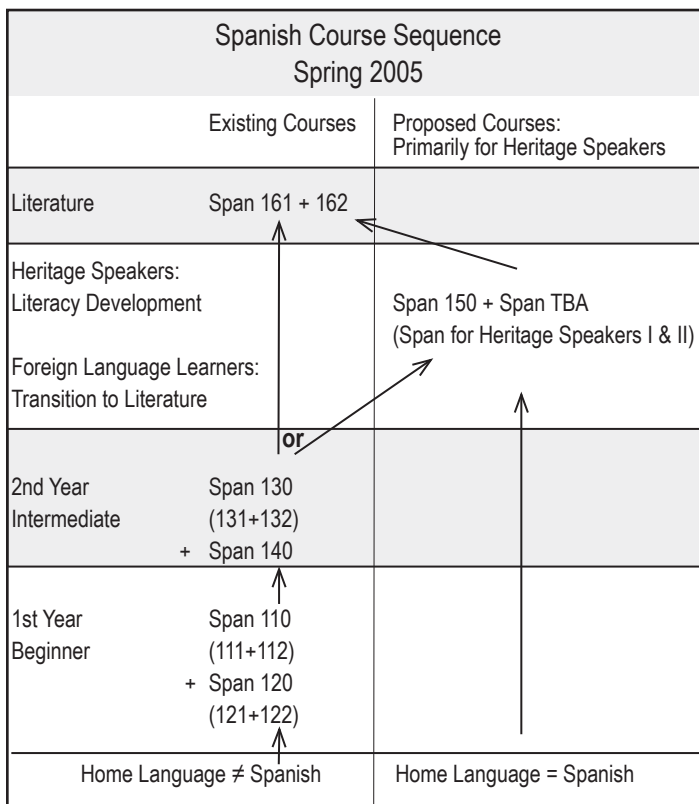 Spanish Course Sequence
Spring 2005
Existing Courses
Proposed Courses:
Primarily for Heritage Speakers
Literature
Span 161 + 162
Heritage Speakers:
Literacy Development
Foreign Language Learners:
Transition to Literature
Span 150 + Span TBA
(Span for Heritage Speakers I & II)
or
2nd Year
Intermediate
Span 130
(131+132)
+ Span 140
1st Year
Beginner
Span 110
(111+112)
+ Span 120
(121+122)
Home Language ≠ Spanish
Home Language = Spanish